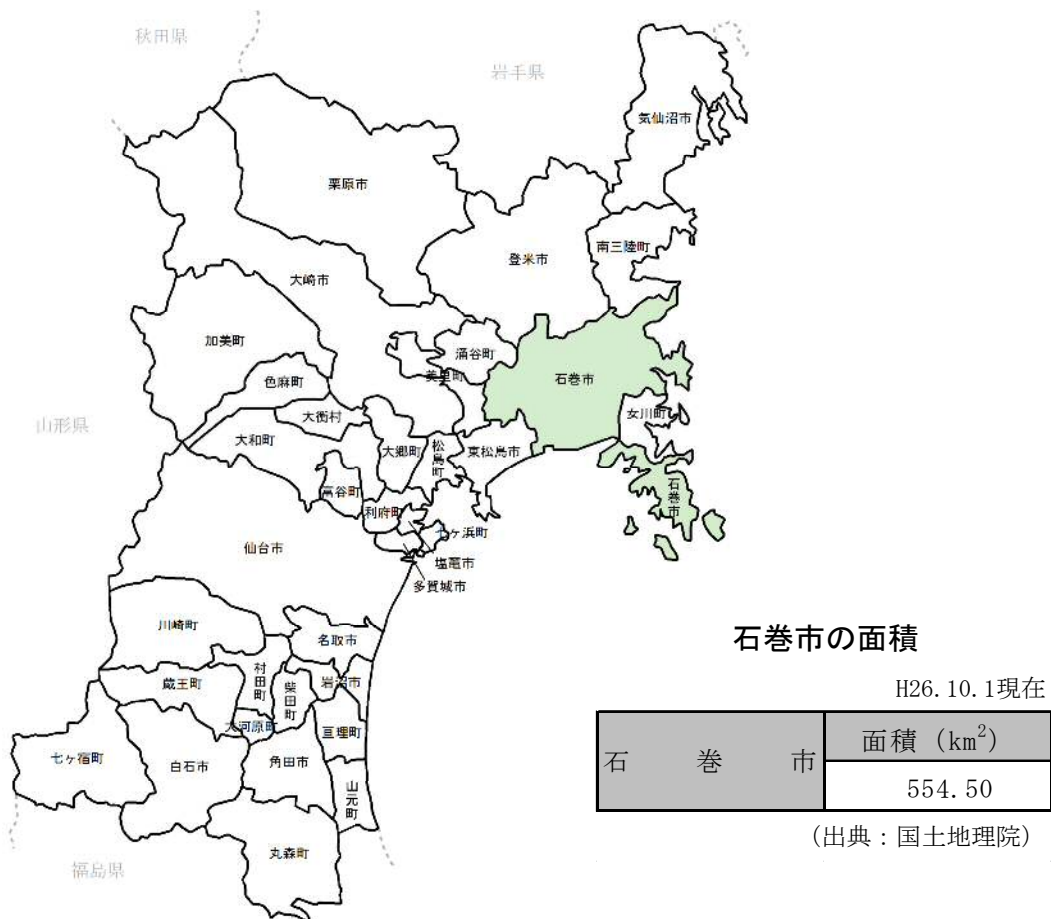 秋田県
岩手県
気仙沼市
栗原市
南三陸町
登米市
大崎市
加美町
涌谷町
美里町
石巻市
色麻町
女川町
大衡村
山形県
大和町
大郷町
松島町
東松島市
富谷町
石巻市
利府町
七ヶ浜町
仙台市
塩竈市
多賀城市
川崎町
名取市
村田町
蔵王町
柴田町
岩沼市
大河原町
亘理町
七ヶ宿町
白石市
角田市
山元町
丸森町
福島県
石巻市の面積
H26.10.1現在
石巻市
面積 (km²)
554.50
(出典：国土地理院)